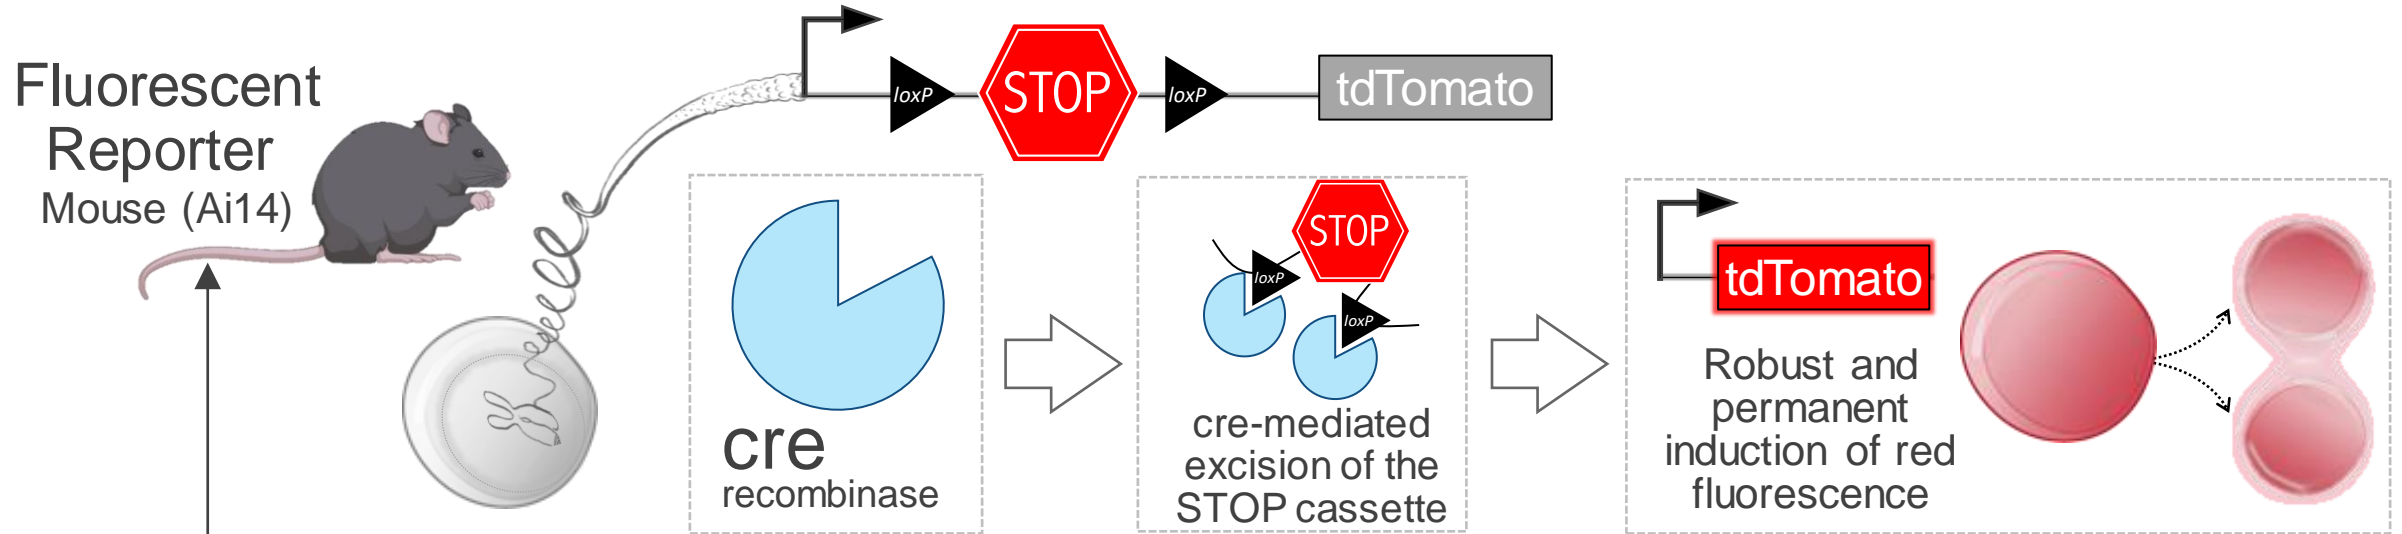 Fluorescent
Reporter
Mouse (Ai14)
loxP
STOP
loxP
tdTomato
cre
recombinase
STOP
loxP
loxP
cre-mediated
excision of the
STOP cassette
tdTomato
Robust and
permanent
induction of red
fluorescence